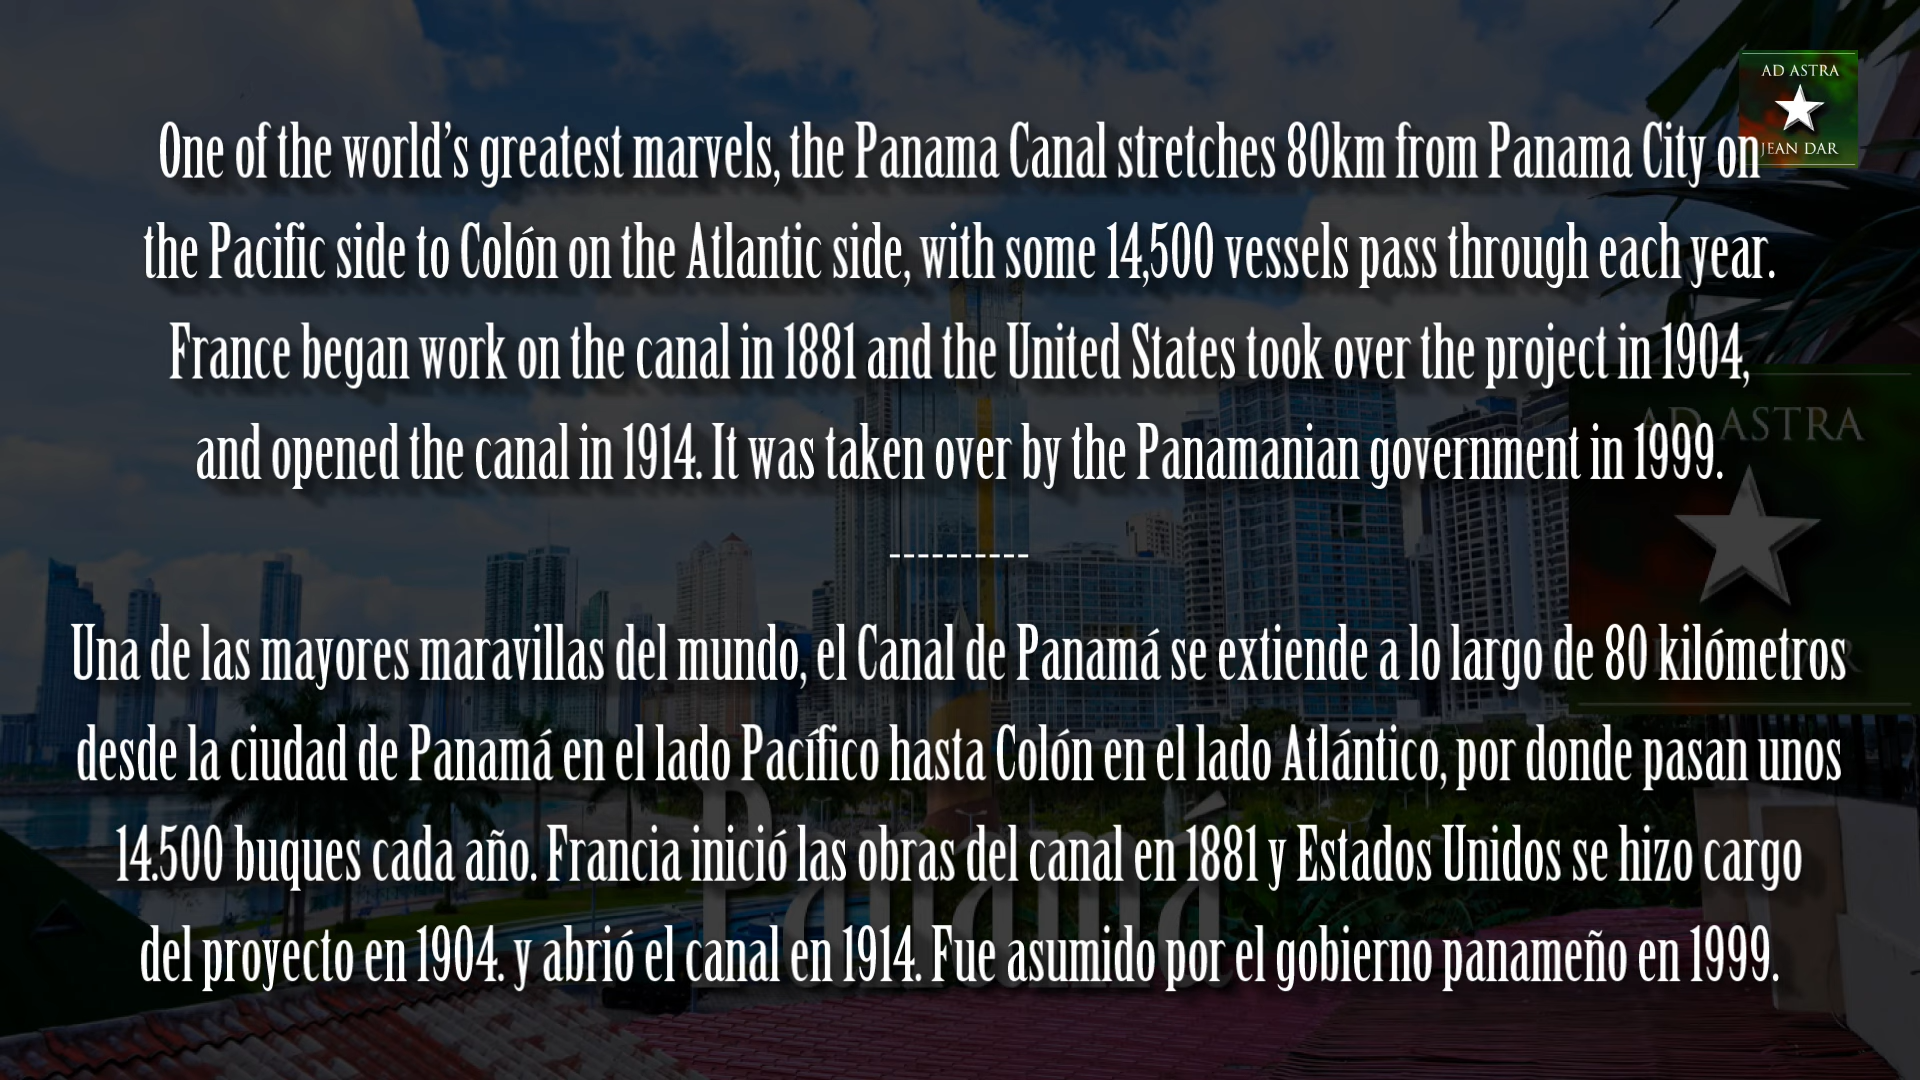 AD ASTRA
JEAN DAR
One of the world's greatest marvels, the Panama Canal stretches 80km from Panama City on
the Pacific side to Colón on the Atlantic side, with some 14,500 vessels pass through each year.
France began work on the canal in 1881 and the United States took over the project in 1904,
and opened the canal in 1914. It was taken over by the Panamanian government in 1999.
AD ASTRA
----------
Una de las mayores maravillas del mundo, el Canal de Panamá se extiende a lo largo de 80 kilómetros
desde la ciudad de Panamá en el lado Pacífico hasta Colón en el lado Atlántico, por donde pasan unos
14.500 buques cada año. Francia inició las obras del canal en 1881 y Estados Unidos se hizo cargo
del proyecto en 1904. y abrió el canal en 1914. Fue asumido por el gobierno panameño en 1999.
Panamá